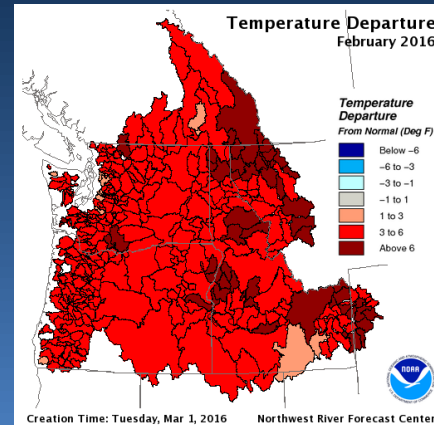 Temperature Departure
February 2016
Temperature
Departure
From Normal (Deg F)
Below -6
-6 to -3
-3 to -1
-1 to 1
1 to 3
3 to 6
Above 6
NOAA
Creation Time: Tuesday, Mar 1, 2016 Northwest River Forecast Center